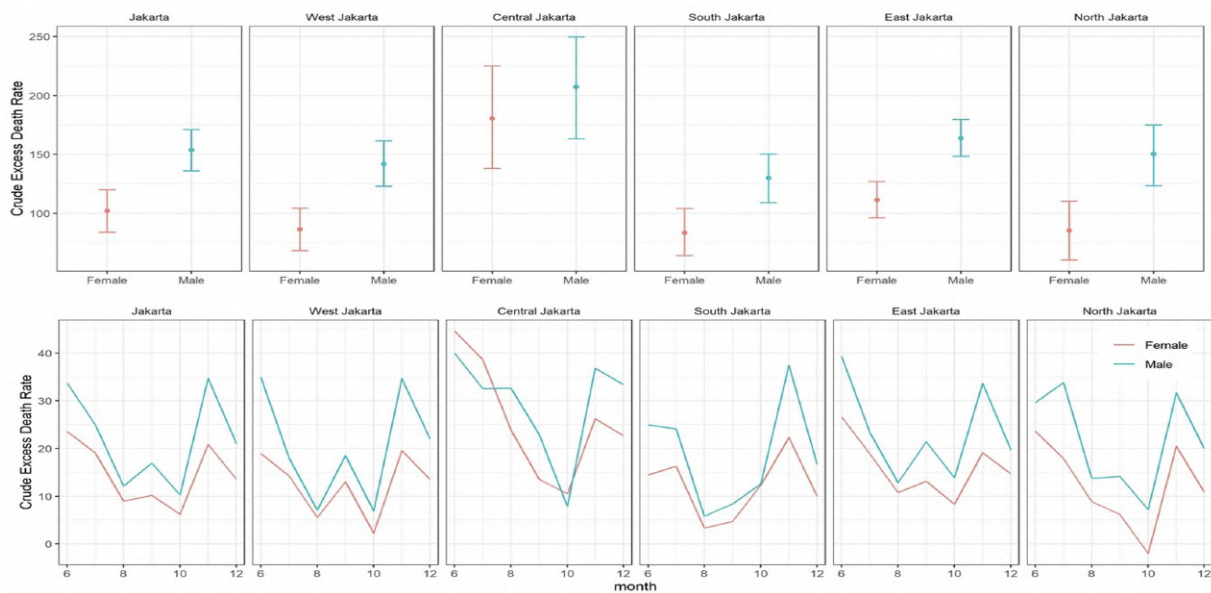 Jakarta West Jakarta Central Jakarta South Jakarta East Jakarta North Jakarta
Crude Excess Death Rate
250
200
150
100
Female Male Female Male Female Male Female Male Female Male Female Male
Jakarta West Jakarta Central Jakarta South Jakarta East Jakarta North Jakarta
Crude Excess Death Rate
40
30
20
10
0
Female
Male
6 8 10 12 6 8 10 12 6 8 10 12 6 8 10 12 6 8 10 12 6 8 10 12
month